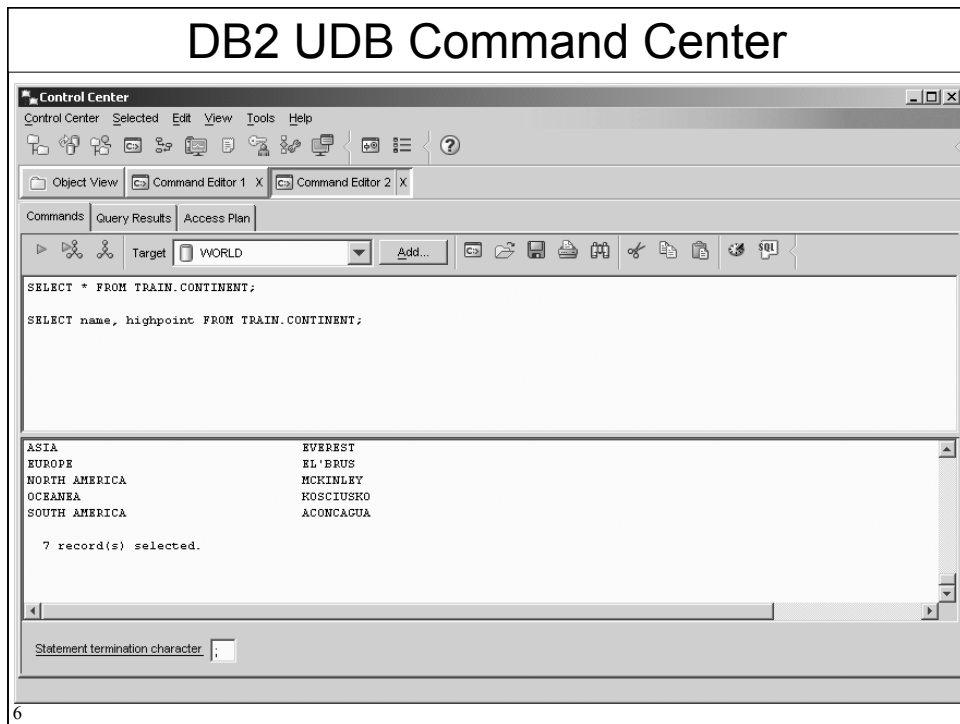 DB2 UDB Command Center
Control Center
Control Center Selected Edit View Tools Help
Object View Command Editor 1 X Command Editor 2 X
Commands Query Results Access Plan
Target WORLD Add... SQL
SELECT * FROM TRAIN.CONTINENT;
SELECT name, highpoint FROM TRAIN.CONTINENT;
ASIA EVEREST
EUROPE EL'BRUS
NORTH AMERICA MCKINLEY
OCEANEA KOSCIUSKO
SOUTH AMERICA ACONCAGUA
7 record(s) selected.
Statement termination character ;
6